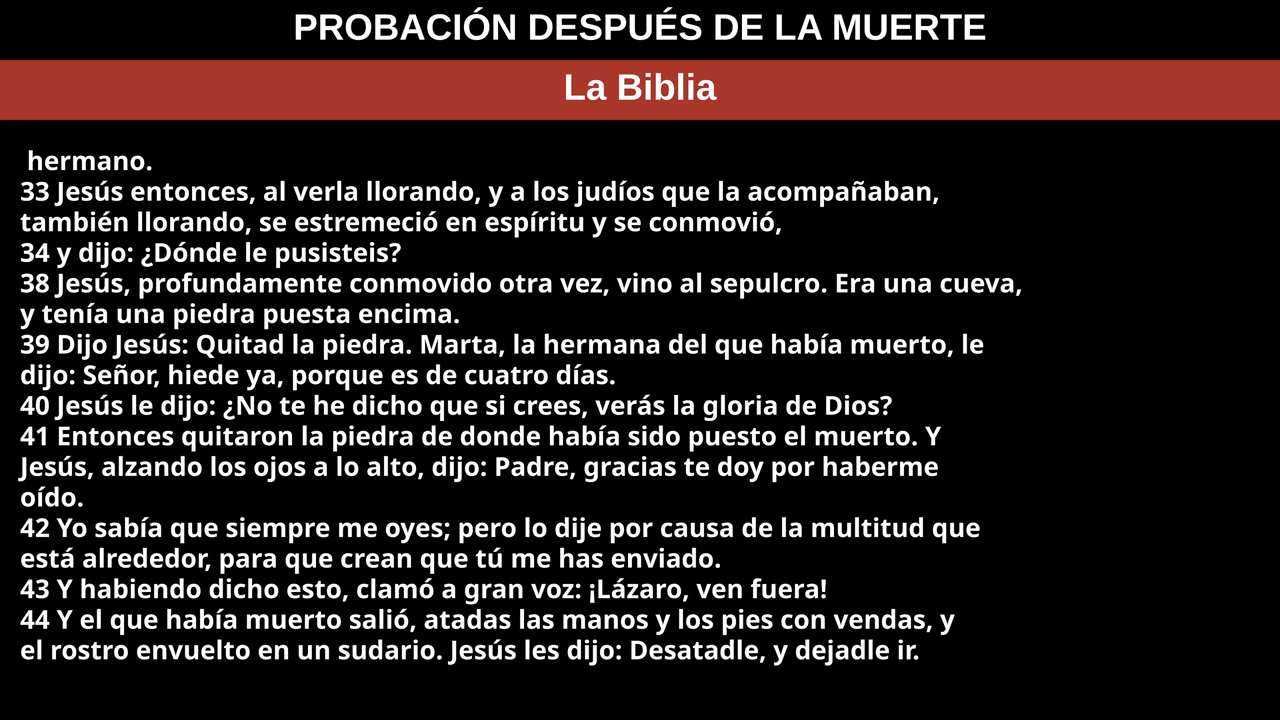 PROBACIÓN DESPUÉS DE LA MUERTE
La Biblia
hermano.
33 Jesús entonces, al verla llorando, y a los judíos que la acompañaban,
también llorando, se estremeció en espíritu y se conmovió,
34 y dijo: ¿Dónde le pusisteis?
38 Jesús, profundamente conmovido otra vez, vino al sepulcro. Era una cueva,
y tenía una piedra puesta encima.
39 Dijo Jesús: Quitad la piedra. Marta, la hermana del que había muerto, le
dijo: Señor, hiede ya, porque es de cuatro días.
40 Jesús le dijo: ¿No te he dicho que si crees, verás la gloria de Dios?
41 Entonces quitaron la piedra de donde había sido puesto el muerto. Y
Jesús, alzando los ojos a lo alto, dijo: Padre, gracias te doy por haberme
oído.
42 Yo sabía que siempre me oyes; pero lo dije por causa de la multitud que
está alrededor, para que crean que tú me has enviado.
43 Y habiendo dicho esto, clamó a gran voz: ¡Lázaro, ven fuera!
44 Y el que había muerto salió, atadas las manos y los pies con vendas, y
el rostro envuelto en un sudario. Jesús les dijo: Desatadle, y dejadle ir.